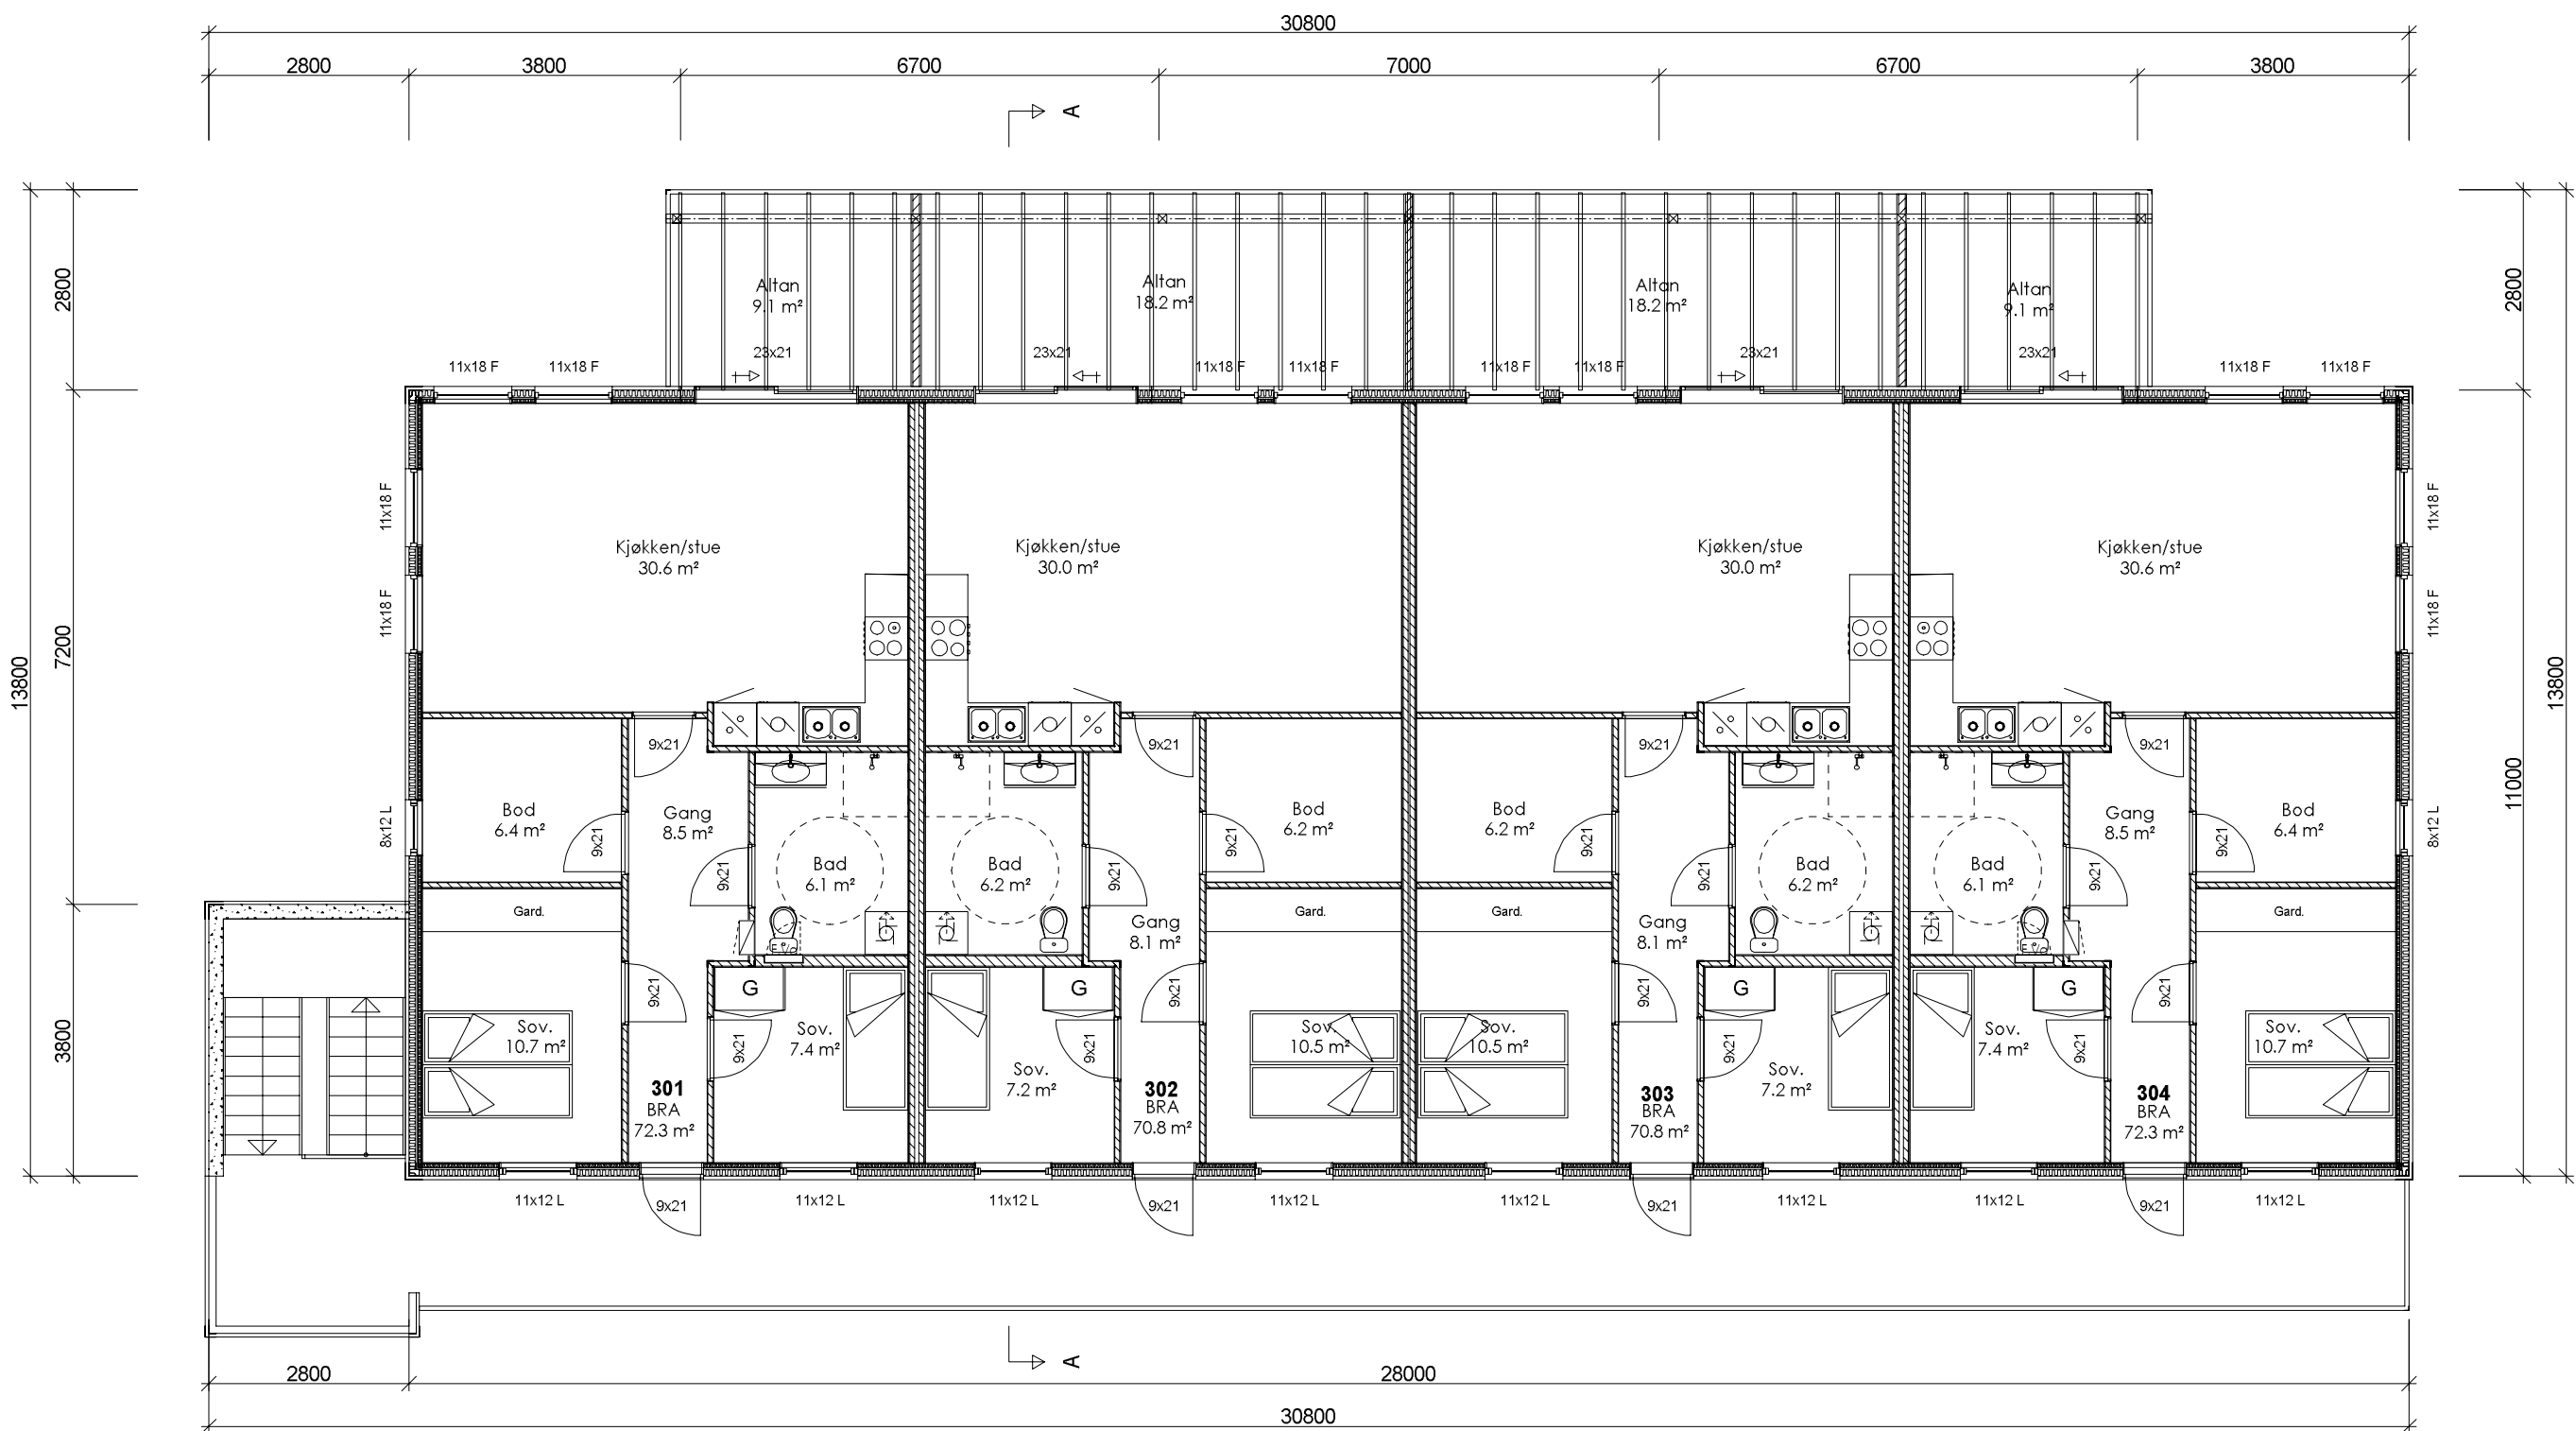 30800
2800 3800 6700 7000 6700 3800
A
Altan
9.1 m²
Altan
18.2 m²
Altan
18.2 m²
Altan
9.1 m²
2800
2800
11x18 F 11x18 F 23x21 23x21 11x18 F 11x18 F 11x18 F 11x18 F 23x21 23x21 11x18 F 11x18 F
11x18 F
11x18 F
11x18 F
11x18 F
Kjøkken/stue
30.6 m²
Kjøkken/stue
30.0 m²
Kjøkken/stue
30.0 m²
Kjøkken/stue
30.6 m²
13800
7200
11000
13800
9x21 9x21 9x21 9x21
8x12 L
Bod
6.4 m²
9x21
Gang
8.5 m²
9x21
Bad
6.1 m²
Bad
6.2 m²
9x21
9x21
Bod
6.2 m²
Bod
6.2 m²
9x21
9x21
Bad
6.2 m²
Bad
6.1 m²
9x21
Gang
8.5 m²
9x21
Bod
6.4 m²
8x12 L
Gard.
Gang
8.1 m²
Gard.
Gard.
Gang
8.1 m²
Gard.
3800
Sov.
10.7 m²
9x21
G
9x21
Sov.
7.4 m²
G
Sov.
7.2 m²
9x21
9x21
Sov.
10.5 m²
Sov.
10.5 m²
9x21
G
9x21
Sov.
7.2 m²
Sov.
7.4 m²
G
9x21
9x21
Sov.
10.7 m²
301
BRA
72.3 m²
302
BRA
70.8 m²
303
BRA
70.8 m²
304
BRA
72.3 m²
11x12 L 9x21 11x12 L 11x12 L 9x21 11x12 L 11x12 L 9x21 11x12 L 11x12 L 9x21 11x12 L
A
2800 28000
30800